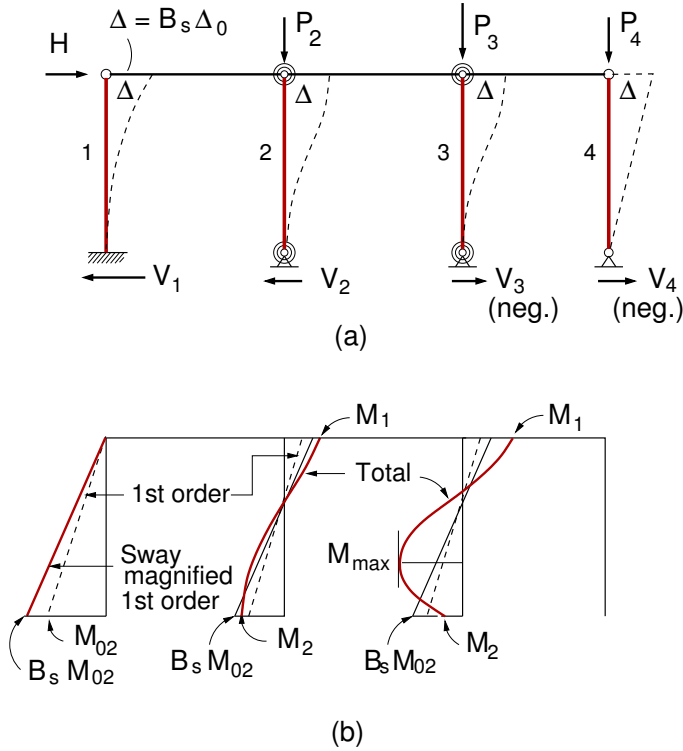 Δ = B_s Δ_0
H
P_2
P_3
P_4
Δ
Δ
Δ
Δ
1
2
3
4
V_1
V_2
V_3
(neg.)
V_4
(neg.)
(a)
M_1
M_1
1st order
Total
Sway
magnified
1st order
M_max
M_02
B_s M_02
B_s M_02
M_2
B_s M_02
M_2
(b)